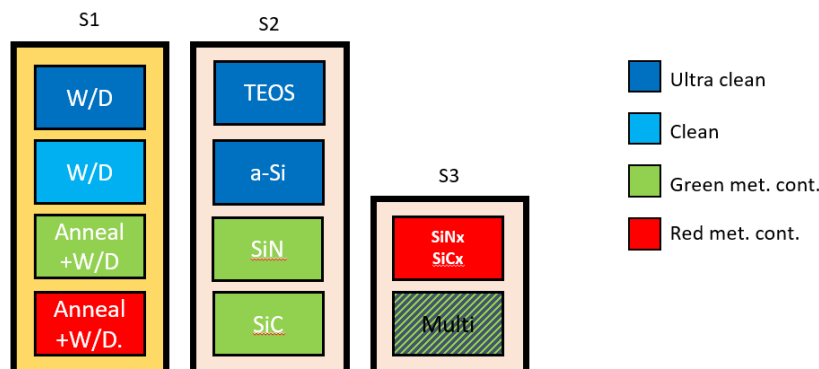 S1
W/D
W/D
Anneal
+W/D
Anneal
+W/D.
S2
TEOS
a-Si
SiN
SiC
S3
SiNx
SiCx
Multi
Ultra clean
Clean
Green met. cont.
Red met. cont.